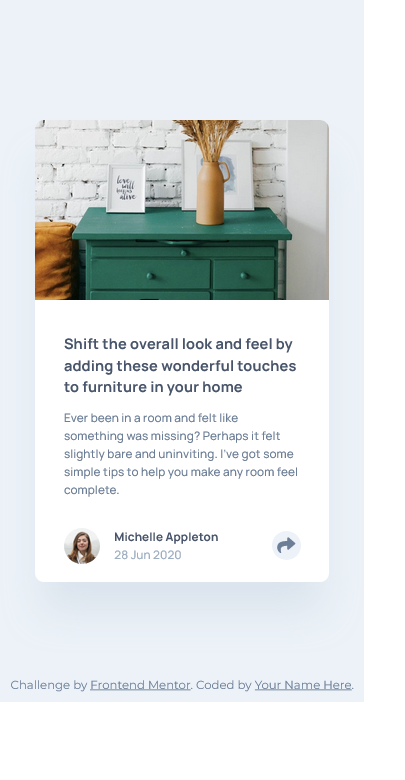 love
will
alive
Shift the overall look and feel by
adding these wonderful touches
to furniture in your home
Ever been in a room and felt like
something was missing? Perhaps it felt
slightly bare and uninviting. I've got some
simple tips to help you make any room feel
complete.
Michelle Appleton
28 Jun 2020
Challenge by Frontend Mentor. Coded by Your Name Here.